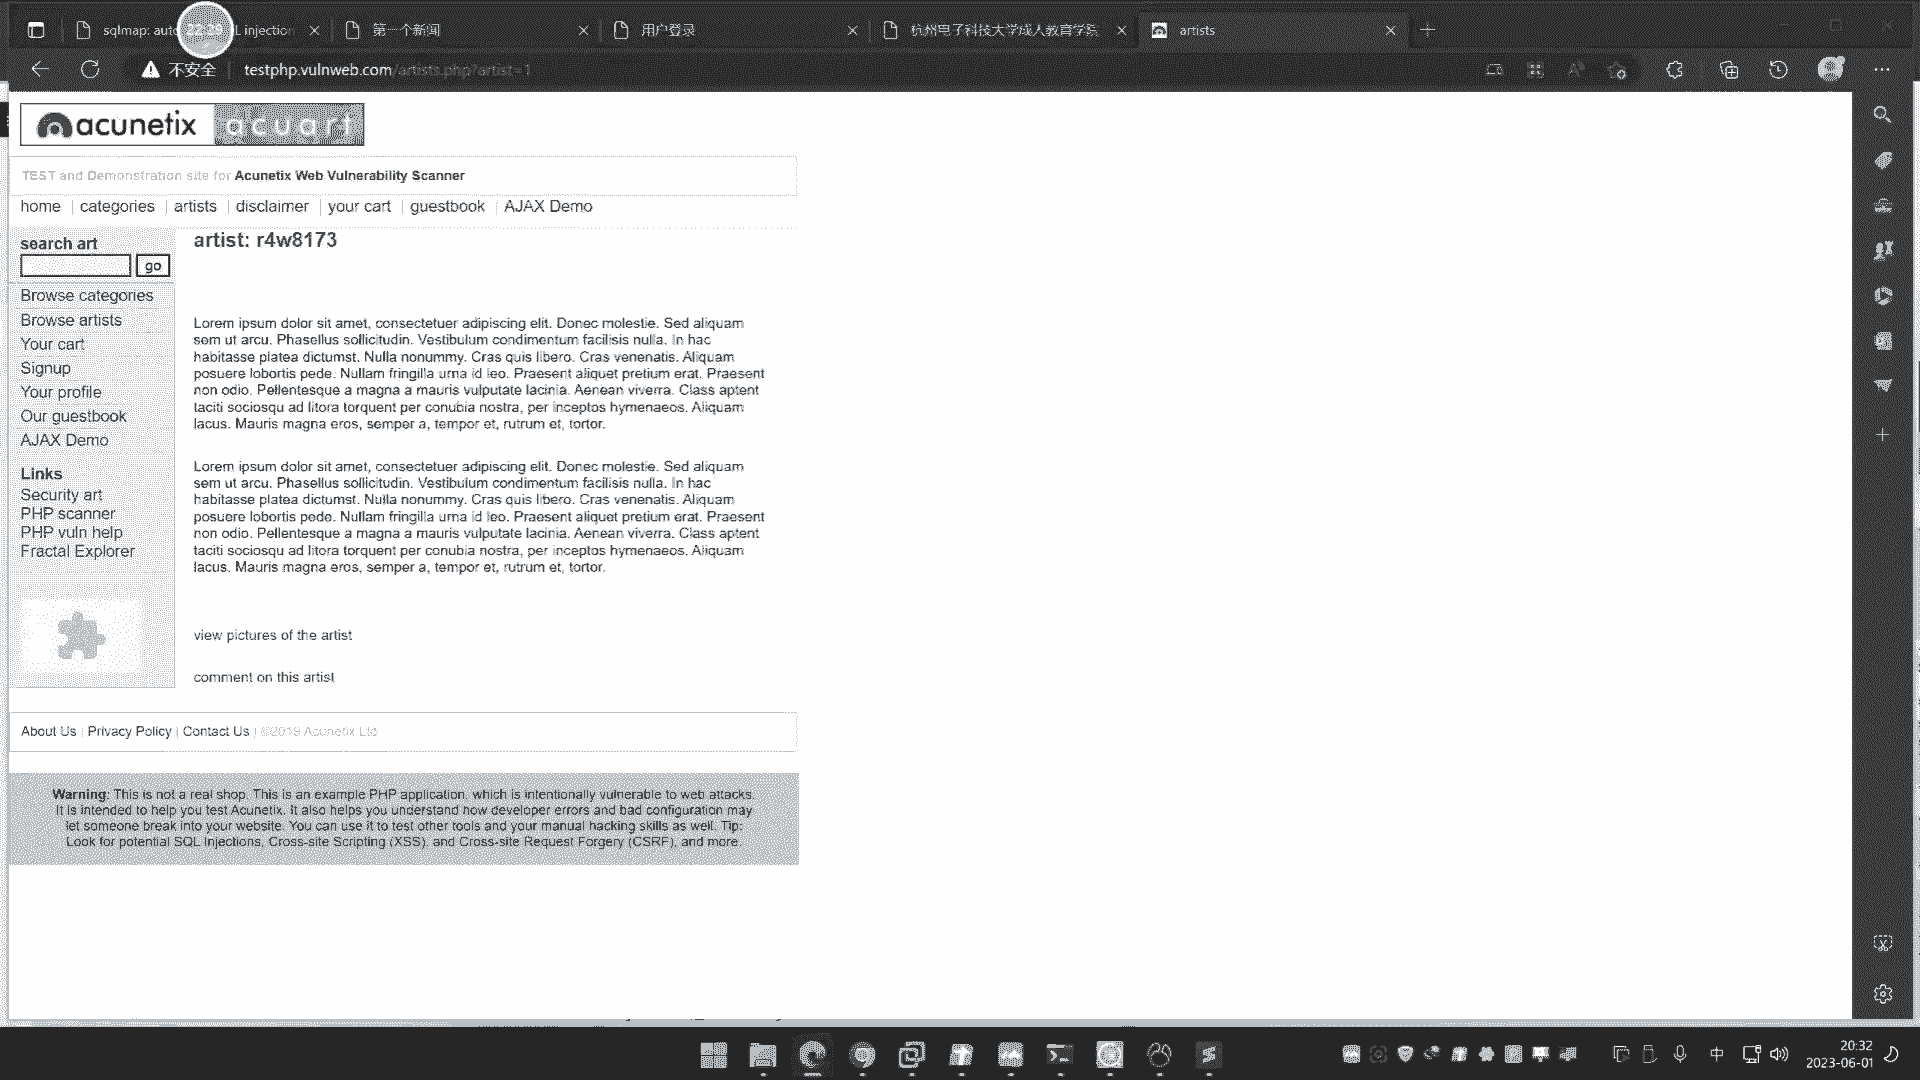 sqlmap: auto
22:29
L injection
第一个新闻
用户登录
杭州电子科技大学成人教育学院
artists
不安全
testphp.vulnweb.com/artists.php?artist=1
acunetix acuart
TEST and Demonstration site for Acunetix Web Vulnerability Scanner
home | categories | artists | disclaimer | your cart | guestbook | AJAX Demo
search art
go
Browse categories
Browse artists
Your cart
Signup
Your profile
Our guestbook
AJAX Demo
Links
Security art
PHP scanner
PHP vuln help
Fractal Explorer
artist: r4w8173
Lorem ipsum dolor sit amet, consectetuer adipiscing elit. Donec molestie. Sed aliquam
sem ut arcu. Phasellus sollicitudin. Vestibulum condimentum facilisis nulla. In hac
habitasse platea dictumst. Nulla nonummy. Cras quis libero. Cras venenatis. Aliquam
posuere lobortis pede. Nullam fringilla urna id leo. Praesent aliquet pretium erat. Praesent
non odio. Pellentesque a magna a mauris vulputate lacinia. Aenean viverra. Class aptent
taciti sociosqu ad litora torquent per conubia nostra, per inceptos hymenaeos. Aliquam
lacus. Mauris magna eros, semper a, tempor et, rutrum et, tortor.
Lorem ipsum dolor sit amet, consectetuer adipiscing elit. Donec molestie. Sed aliquam
sem ut arcu. Phasellus sollicitudin. Vestibulum condimentum facilisis nulla. In hac
habitasse platea dictumst. Nulla nonummy. Cras quis libero. Cras venenatis. Aliquam
posuere lobortis pede. Nullam fringilla urna id leo. Praesent aliquet pretium erat. Praesent
non odio. Pellentesque a magna a mauris vulputate lacinia. Aenean viverra. Class aptent
taciti sociosqu ad litora torquent per conubia nostra, per inceptos hymenaeos. Aliquam
lacus. Mauris magna eros, semper a, tempor et, rutrum et, tortor.
view pictures of the artist
comment on this artist
About Us | Privacy Policy | Contact Us | ©2019 Acunetix Ltd
Warning: This is not a real shop. This is an example PHP application, which is intentionally vulnerable to web attacks.
It is intended to help you test Acunetix. It also helps you understand how developer errors and bad configuration may
let someone break into your website. You can use it to test other tools and your manual hacking skills as well. Tip:
Look for potential SQL Injections, Cross-site Scripting (XSS), and Cross-site Request Forgery (CSRF), and more.
中
20:32
2023-06-01